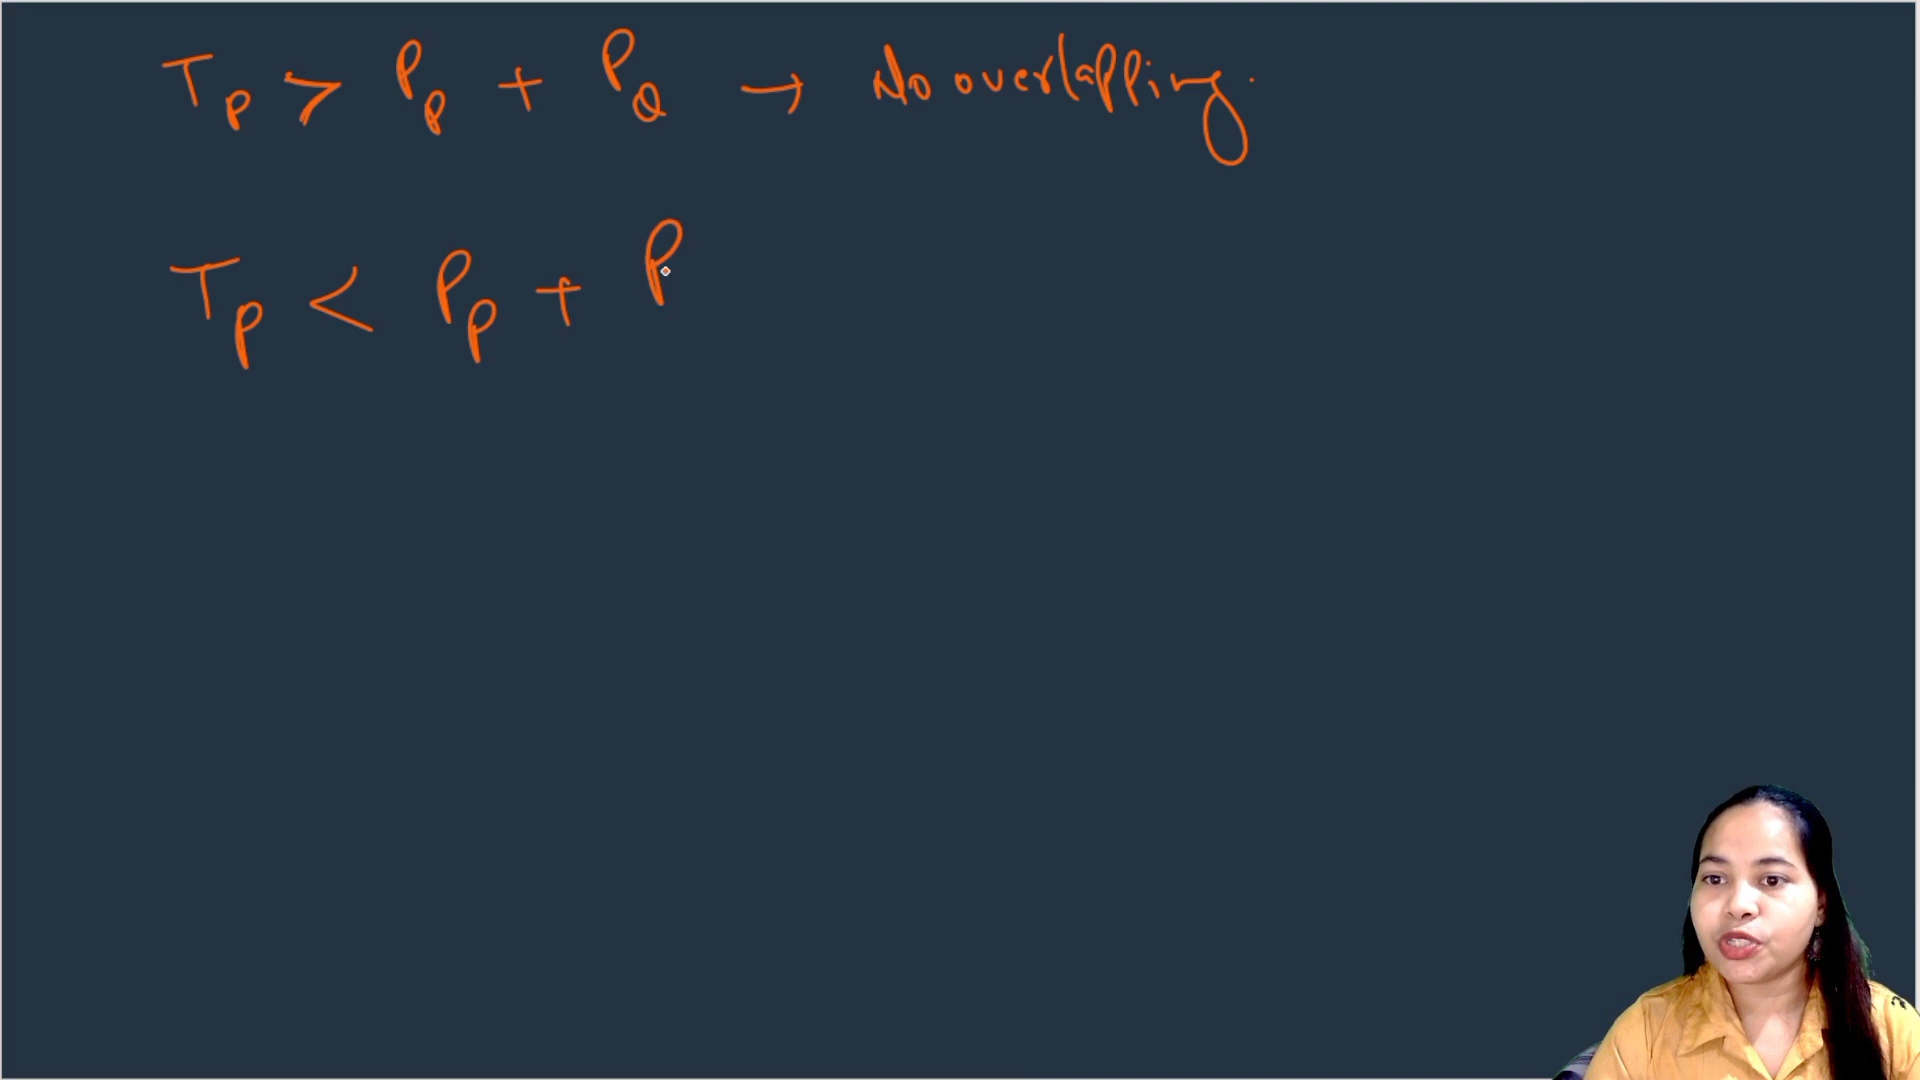 Tp > Pp + PQ → No overlapping.
Tp < Pp + P